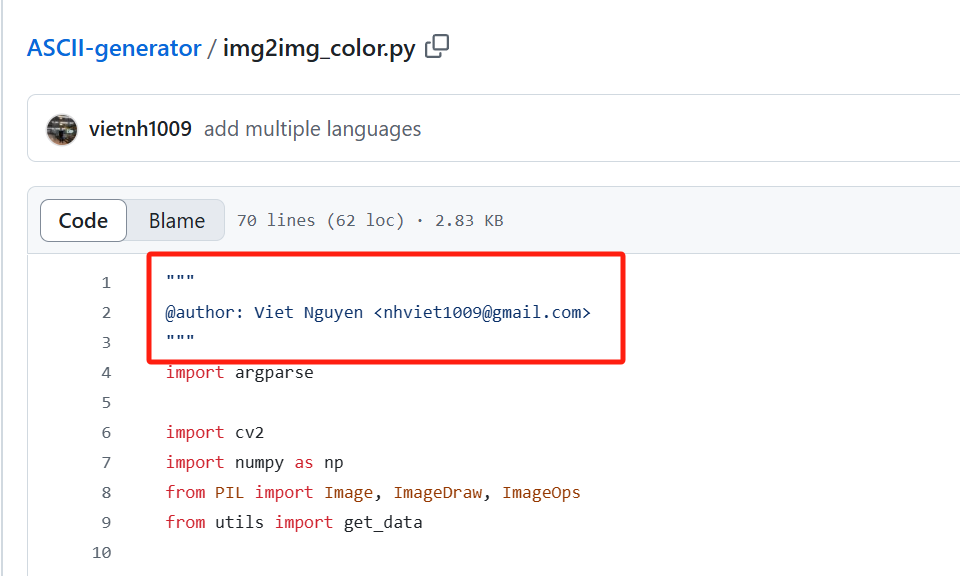 ASCII-generator / img2img_color.py
vietnh1009 add multiple languages
Code Blame 70 lines (62 loc) · 2.83 KB
1 """
2 @author: Viet Nguyen <nhviet1009@gmail.com>
3 """
4 import argparse
5
6 import cv2
7 import numpy as np
8 from PIL import Image, ImageDraw, ImageOps
9 from utils import get_data
10